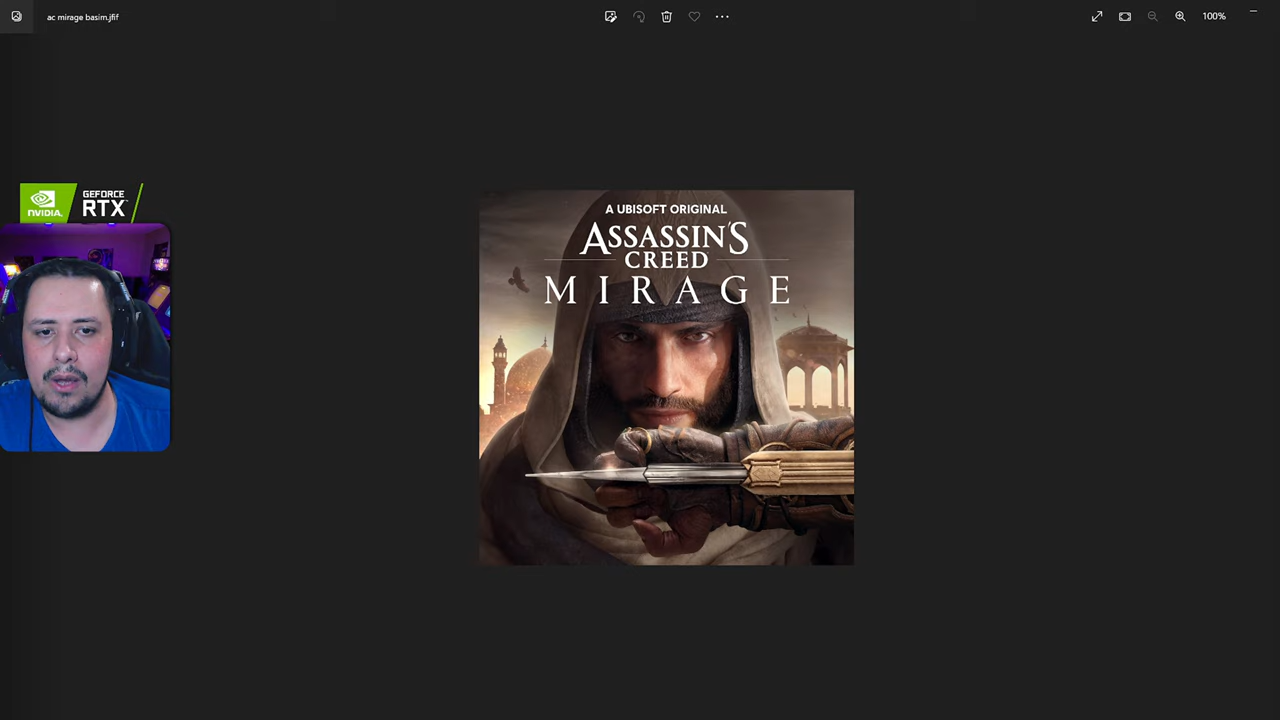 ac mirage basim.jfif
100%
NVIDIA.
GEFORCE
RTX
A UBISOFT ORIGINAL
ASSASSIN'S
CREED
MIRAGE